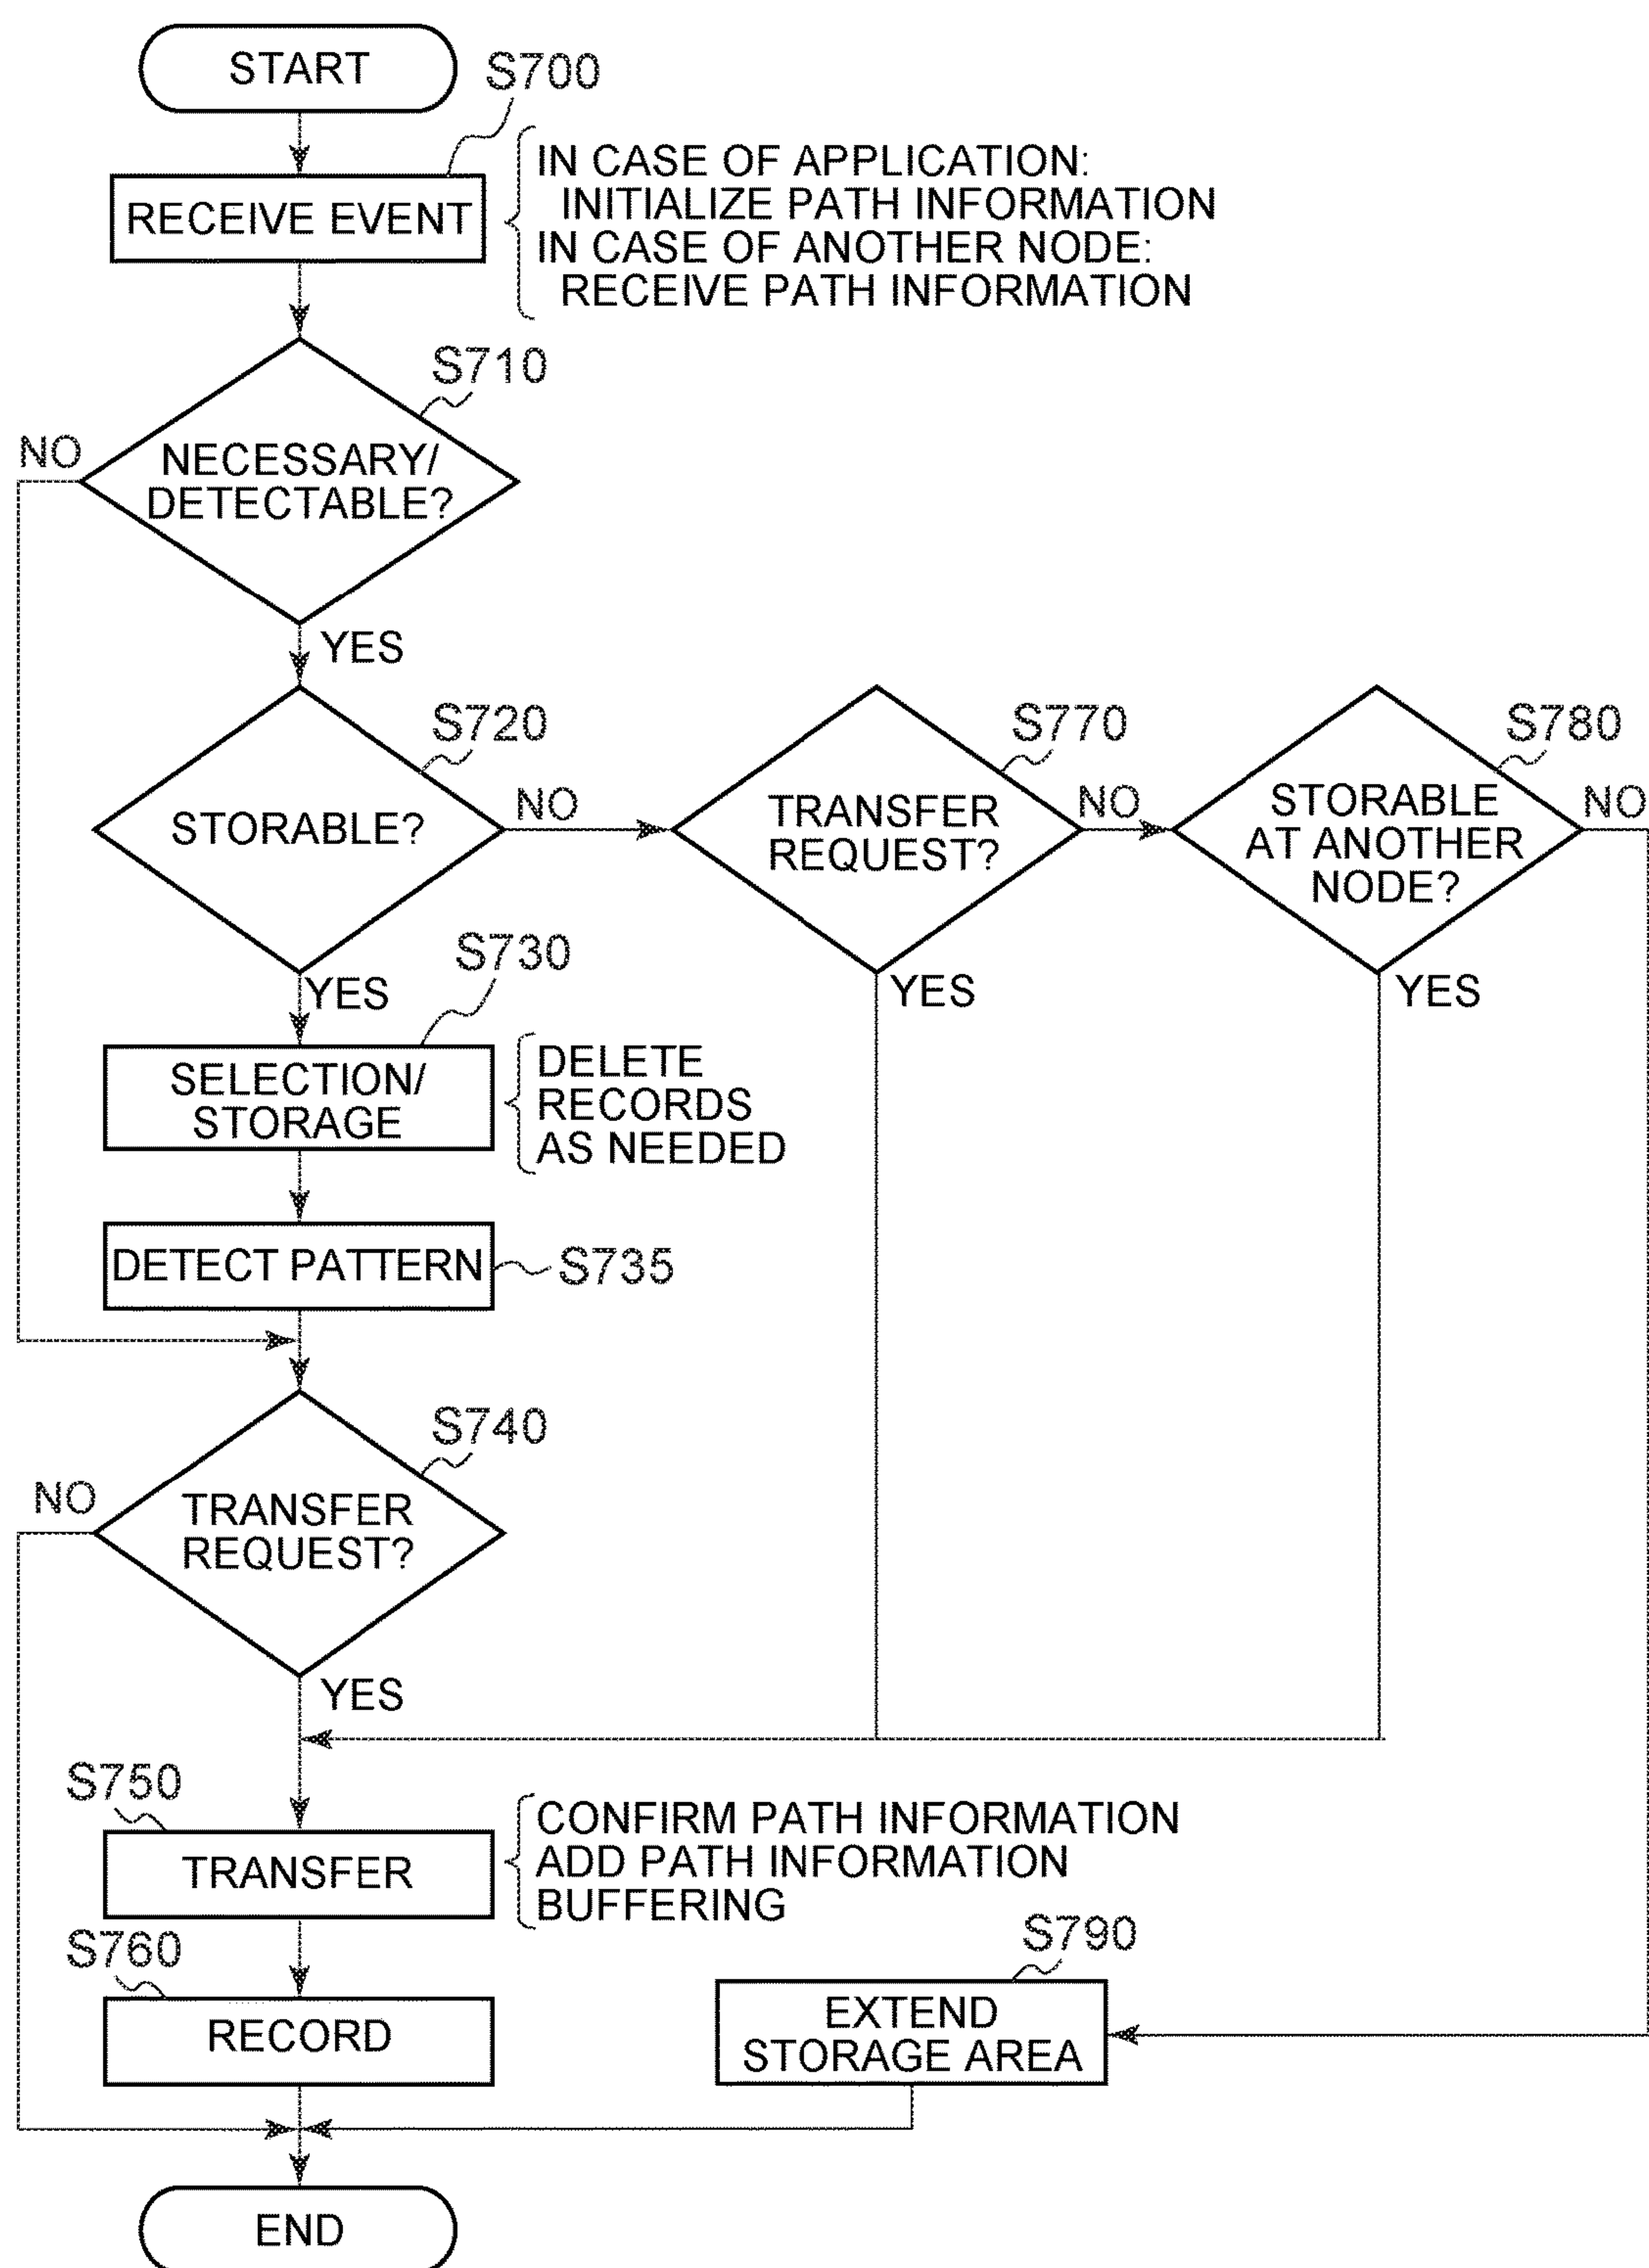 START
S700
RECEIVE EVENT
IN CASE OF APPLICATION:
INITIALIZE PATH INFORMATION
IN CASE OF ANOTHER NODE:
RECEIVE PATH INFORMATION
S710
NO
NECESSARY/
DETECTABLE?
YES
S720
STORABLE?
NO
S770
TRANSFER
REQUEST?
NO
S780
STORABLE
AT ANOTHER
NODE?
NO
YES
YES
YES
S730
SELECTION/
STORAGE
DELETE
RECORDS
AS NEEDED
DETECT PATTERN
S735
S740
NO
TRANSFER
REQUEST?
YES
S750
TRANSFER
CONFIRM PATH INFORMATION
ADD PATH INFORMATION
BUFFERING
S760
RECORD
S790
EXTEND
STORAGE AREA
END